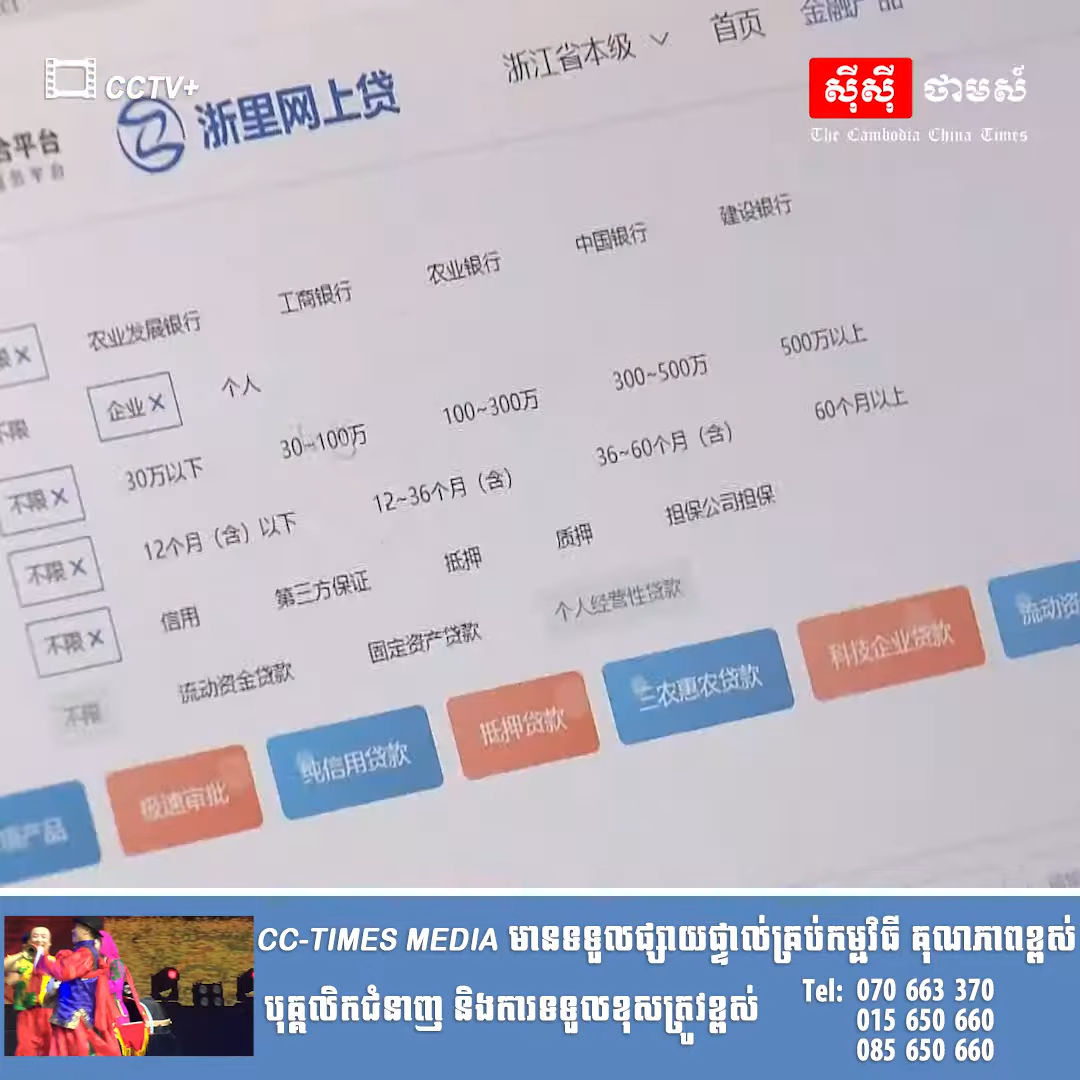 浙江省本级 首页 金融产品
CCTV+
ស៊ីស៊ី ថាមស៍
The Cambodia China Times
合平台
浙里网上贷
农业发展银行 工商银行 农业银行 中国银行 建设银行
不限 企业 X 个人
不限 X 30万以下 30~100万 100~300万 300~500万 500万以上
不限 X 12个月（含）以下 12~36个月（含） 36~60个月（含） 60个月以上
不限 X 信用 第三方保证 抵押 质押 担保公司担保
不限 流动资金贷款 固定资产贷款 个人经营性贷款
产品 极速审批 纯信用贷款 抵押贷款 三农惠农贷款 科技企业贷款 流动资
CC-TIMES MEDIA មានទទួលផ្សាយផ្ទាល់គ្រប់កម្មវិធី គុណភាពខ្ពស់
បុគ្គលិកជំនាញ និងការទទួលខុសត្រូវខ្ពស់
Tel: 070 663 370
015 650 660
085 650 660